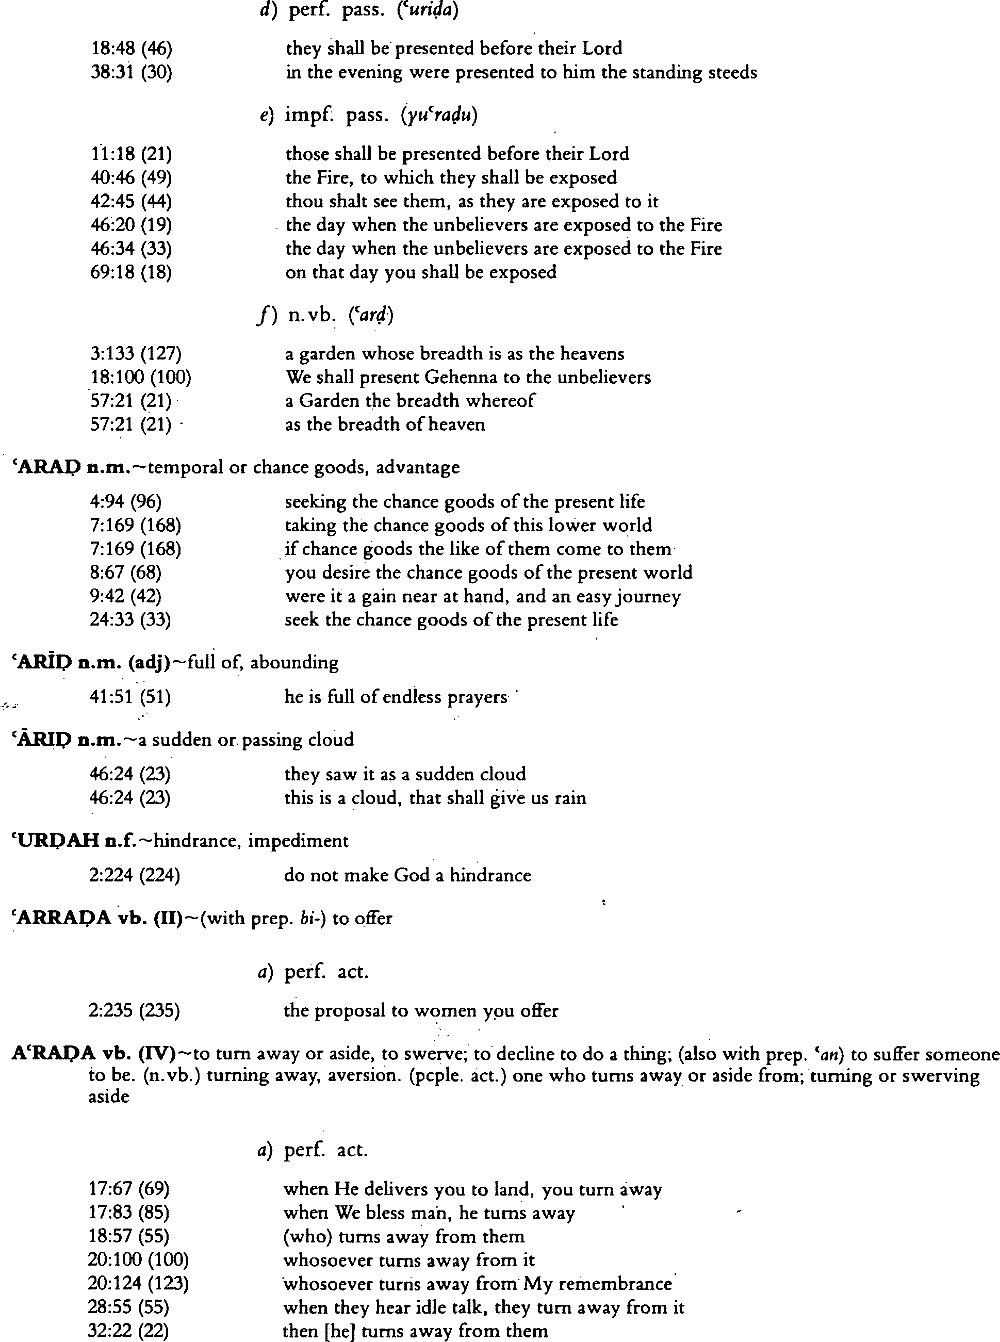 d) perf. pass. (ʿuriḍa)
18:48 (46) they shall be presented before their Lord
38:31 (30) in the evening were presented to him the standing steeds
e) impf. pass. (yuʿraḍu)
11:18 (21) those shall be presented before their Lord
40:46 (49) the Fire, to which they shall be exposed
42:45 (44) thou shalt see them, as they are exposed to it
46:20 (19) the day when the unbelievers are exposed to the Fire
46:34 (33) the day when the unbelievers are exposed to the Fire
69:18 (18) on that day you shall be exposed
f) n.vb. (ʿarḍ)
3:133 (127) a garden whose breadth is as the heavens
18:100 (100) We shall present Gehenna to the unbelievers
57:21 (21) a Garden the breadth whereof
57:21 (21) as the breadth of heaven
ʿARAḌ n.m.~temporal or chance goods, advantage
4:94 (96) seeking the chance goods of the present life
7:169 (168) taking the chance goods of this lower world
7:169 (168) if chance goods the like of them come to them
8:67 (68) you desire the chance goods of the present world
9:42 (42) were it a gain near at hand, and an easy journey
24:33 (33) seek the chance goods of the present life
ʿARĪḌ n.m. (adj)~full of, abounding
41:51 (51) he is full of endless prayers
ʿĀRIḌ n.m.~a sudden or passing cloud
46:24 (23) they saw it as a sudden cloud
46:24 (23) this is a cloud, that shall give us rain
ʿURḌAH n.f.~hindrance, impediment
2:224 (224) do not make God a hindrance
ʿARRAḌA vb. (II)~(with prep. bi-) to offer
a) perf. act.
2:235 (235) the proposal to women you offer
AʿRAḌA vb. (IV)~to turn away or aside, to swerve; to decline to do a thing; (also with prep. ʿan) to suffer someone
to be. (n.vb.) turning away, aversion. (pcple. act.) one who turns away or aside from; turning or swerving
aside
a) perf. act.
17:67 (69) when He delivers you to land, you turn away
17:83 (85) when We bless man, he turns away
18:57 (55) (who) turns away from them
20:100 (100) whosoever turns away from it
20:124 (123) whosoever turns away from My remembrance
28:55 (55) when they hear idle talk, they turn away from it
32:22 (22) then [he] turns away from them